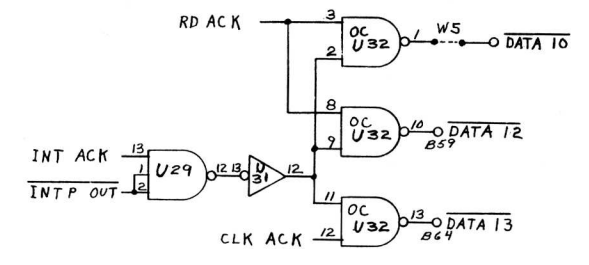 RD ACK
3
OC
U32
1
W5
DATA 10
2
8
OC
U32
10
DATA 12
B59
9
INT ACK
13
1
U29
12
13
U
31
12
INTP OUT
2
11
OC
U32
13
DATA 13
B64
CLK ACK
12